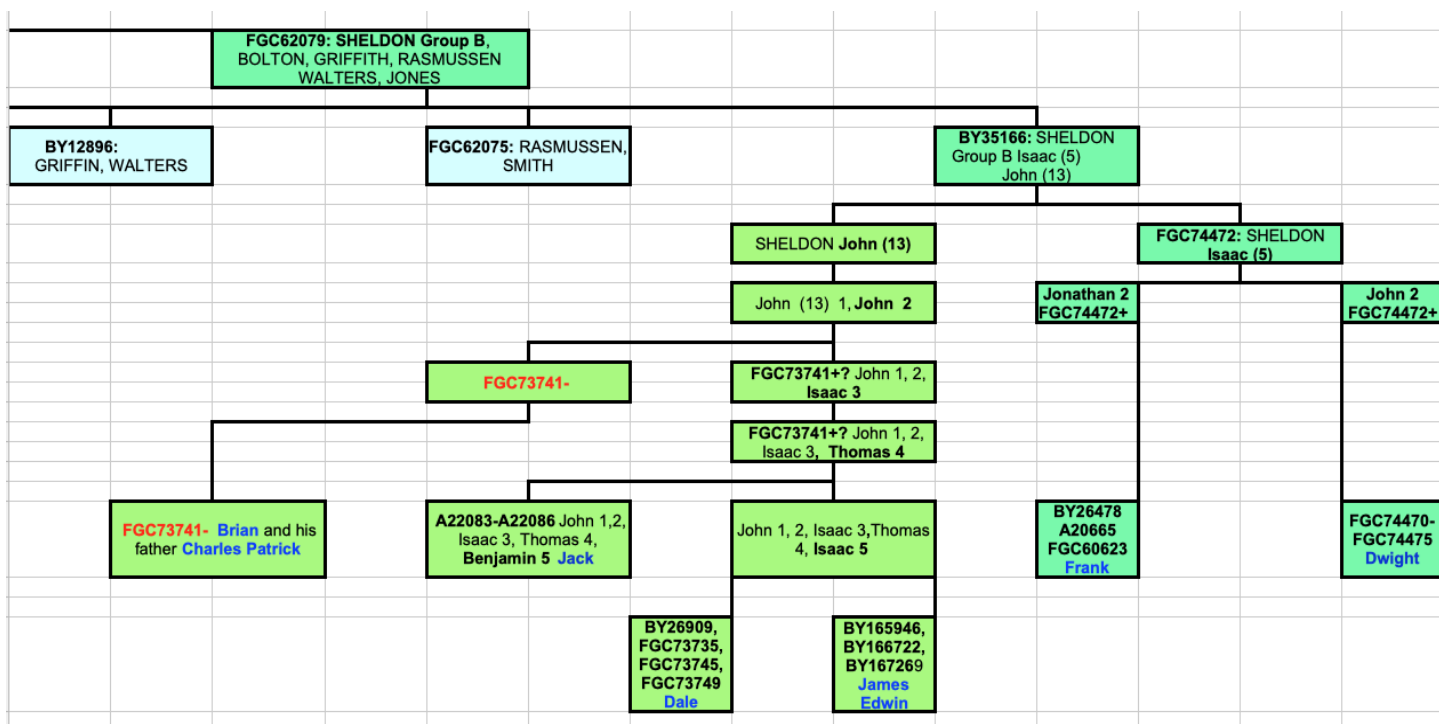 FGC62079: SHELDON Group B,
BOLTON, GRIFFITH, RASMUSSEN
WALTERS, JONES
BY12896:
GRIFFIN, WALTERS
FGC62075: RASMUSSEN,
SMITH
BY35166: SHELDON
Group B Isaac (5)
John (13)
SHELDON John (13)
FGC74472: SHELDON
Isaac (5)
John (13) 1, John 2
Jonathan 2
FGC74472+
John 2
FGC74472+
FGC73741-
FGC73741+? John 1, 2,
Isaac 3
FGC73741+? John 1, 2,
Isaac 3, Thomas 4
FGC73741- Brian and his
father Charles Patrick
A22083-A22086 John 1,2,
Isaac 3, Thomas 4,
Benjamin 5 Jack
John 1, 2, Isaac 3,Thomas
4, Isaac 5
BY26478
A20665
FGC60623
Frank
FGC74470-
FGC74475
Dwight
BY26909,
FGC73735,
FGC73745,
FGC73749
Dale
BY165946,
BY166722,
BY167269
James
Edwin